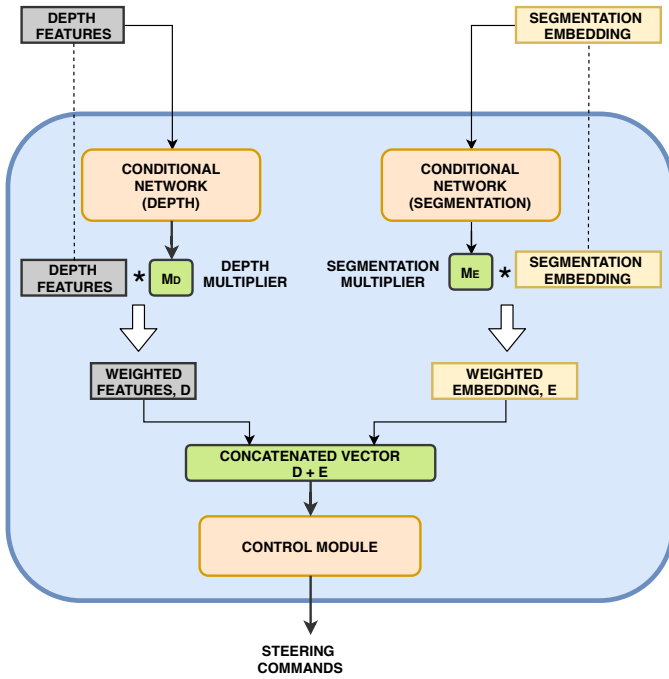 DEPTH
FEATURES
SEGMENTATION
EMBEDDING
CONDITIONAL
NETWORK
(DEPTH)
CONDITIONAL
NETWORK
(SEGMENTATION)
DEPTH
FEATURES
*
MD
DEPTH
MULTIPLIER
SEGMENTATION
MULTIPLIER
ME
*
SEGMENTATION
EMBEDDING
WEIGHTED
FEATURES, D
WEIGHTED
EMBEDDING, E
CONCATENATED VECTOR
D + E
CONTROL MODULE
STEERING
COMMANDS